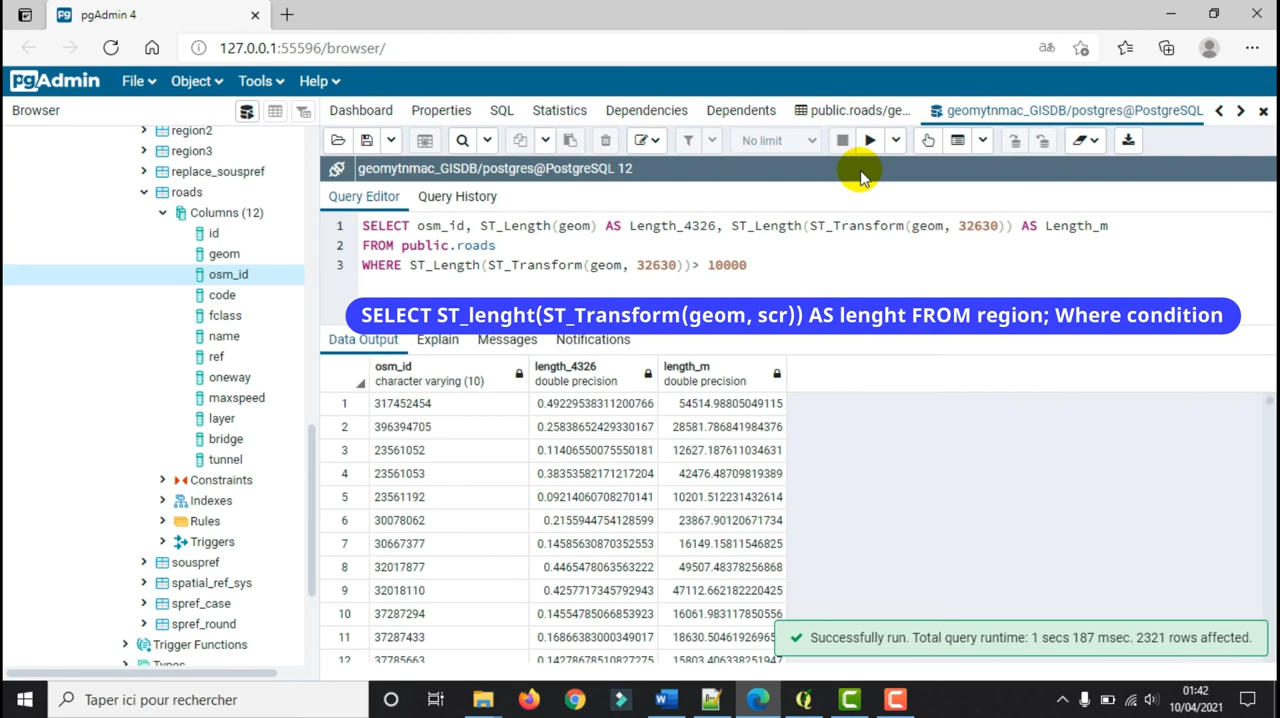 pgAdmin 4
127.0.0.1:55596/browser/
pgAdmin File Object Tools Help
Browser
Dashboard Properties SQL Statistics Dependencies Dependents public.roads/ge... geomytnmac_GISDB/postgres@PostgreSQL
No limit
geomytnmac_GISDB/postgres@PostgreSQL 12
Query Editor Query History
region2
region3
replace_souspref
roads
Columns (12)
id
geom
osm_id
code
fclass
name
ref
oneway
maxspeed
layer
bridge
tunnel
Constraints
Indexes
Rules
Triggers
souspref
spatial_ref_sys
spref_case
spref_round
Trigger Functions
Types
1 SELECT osm_id, ST_Length(geom) AS Length_4326, ST_Length(ST_Transform(geom, 32630)) AS Length_m
2 FROM public.roads
3 WHERE ST_Length(ST_Transform(geom, 32630))> 10000
SELECT ST_lenght(ST_Transform(geom, scr)) AS lenght FROM region; Where condition
Data Output Explain Messages Notifications
osm_id length_4326 length_m
character varying (10) double precision double precision
1 317452454 0.49229538311200766 54514.98805049115
2 396394705 0.25838652429330167 28581.786841984376
3 23561052 0.11406550075550181 12627.187611034631
4 23561053 0.38353582171217204 42476.48709819389
5 23561192 0.09214060708270141 10201.512231432614
6 30078062 0.2155944754128599 23867.90120671734
7 30667377 0.14585630870352553 16149.15811546825
8 32017877 0.4465478063563222 49507.48378256868
9 32018110 0.4257717345792943 47112.662182220425
10 37287294 0.14554785066853923 16061.983117850556
11 37287433 0.16866383000349017 18630.50461926965
12 37785663 0.14278678510827275 15803.406338251947
Successfully run. Total query runtime: 1 secs 187 msec. 2321 rows affected.
Taper ici pour rechercher
01:42
10/04/2021